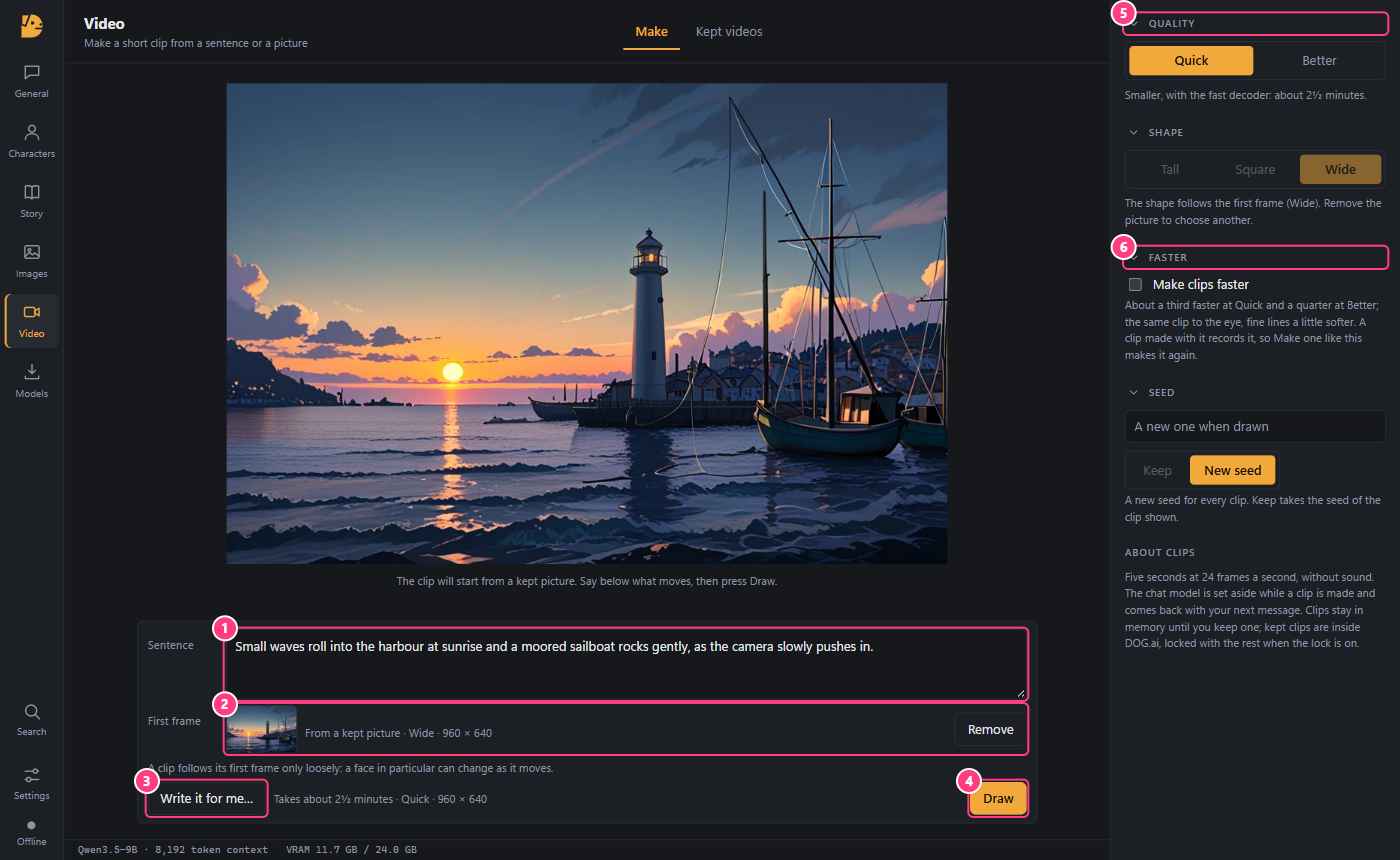 Video
Make a short clip from a sentence or a picture
Make
Kept videos
General
Characters
Story
Images
Video
Models
Search
Settings
Offline
The clip will start from a kept picture. Say below what moves, then press Draw.
1
Sentence
Small waves roll into the harbour at sunrise and a moored sailboat rocks gently, as the camera slowly pushes in.
2
First frame
From a kept picture · Wide · 960 × 640
Remove
A clip follows its first frame only loosely: a face in particular can change as it moves.
3
Write it for me...
Takes about 2½ minutes · Quick · 960 × 640
4
Draw
Qwen3.5-9B · 8,192 token context
VRAM 11.7 GB / 24.0 GB
5
QUALITY
Quick
Better
Smaller, with the fast decoder: about 2½ minutes.
SHAPE
Tall
Square
Wide
The shape follows the first frame (Wide). Remove the
picture to choose another.
6
FASTER
Make clips faster
About a third faster at Quick and a quarter at Better;
the same clip to the eye, fine lines a little softer. A
clip made with it records it, so Make one like this
makes it again.
SEED
A new one when drawn
Keep
New seed
A new seed for every clip. Keep takes the seed of the
clip shown.
ABOUT CLIPS
Five seconds at 24 frames a second, without sound.
The chat model is set aside while a clip is made and
comes back with your next message. Clips stay in
memory until you keep one; kept clips are inside
DOG.ai, locked with the rest when the lock is on.